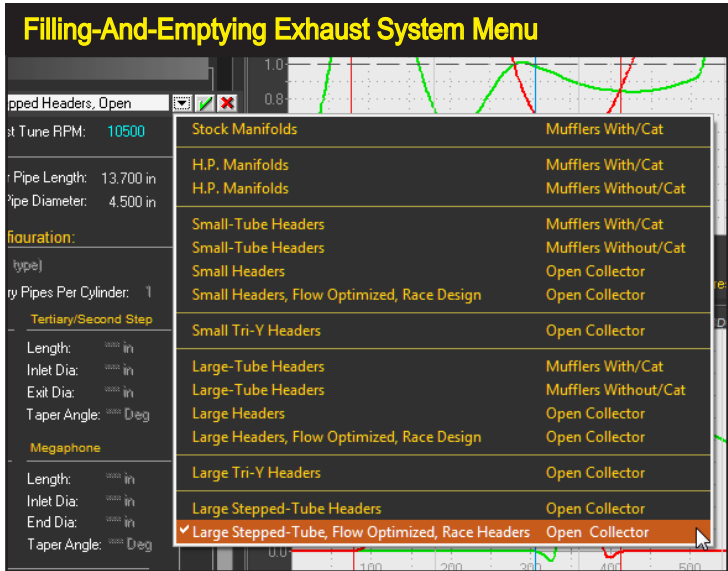 Filling-And-Emptying Exhaust System Menu
1.0
0.8
pped Headers, Open
st Tune RPM: 10500
Pipe Length: 13.700 in
Pipe Diameter: 4.500 in
figuration:
type)
ry Pipes Per Cylinder: 1
Tertiary/Second Step
Length: *** in
Inlet Dia: *** in
Exit Dia: *** in
Taper Angle: *** Deg
Megaphone
Length: *** in
Inlet Dia: *** in
End Dia: *** in
Taper Angle: *** Deg
Stock Manifolds Mufflers With/Cat
H.P. Manifolds Mufflers With/Cat
H.P. Manifolds Mufflers Without/Cat
Small-Tube Headers Mufflers With/Cat
Small-Tube Headers Mufflers Without/Cat
Small Headers Open Collector
Small Headers, Flow Optimized, Race Design Open Collector
Small Tri-Y Headers Open Collector
Large-Tube Headers Mufflers With/Cat
Large-Tube Headers Mufflers Without/Cat
Large Headers Open Collector
Large Headers, Flow Optimized, Race Design Open Collector
Large Tri-Y Headers Open Collector
Large Stepped-Tube Headers Open Collector
Large Stepped-Tube, Flow Optimized, Race Headers Open Collector
0.0
100 200 300 400 500